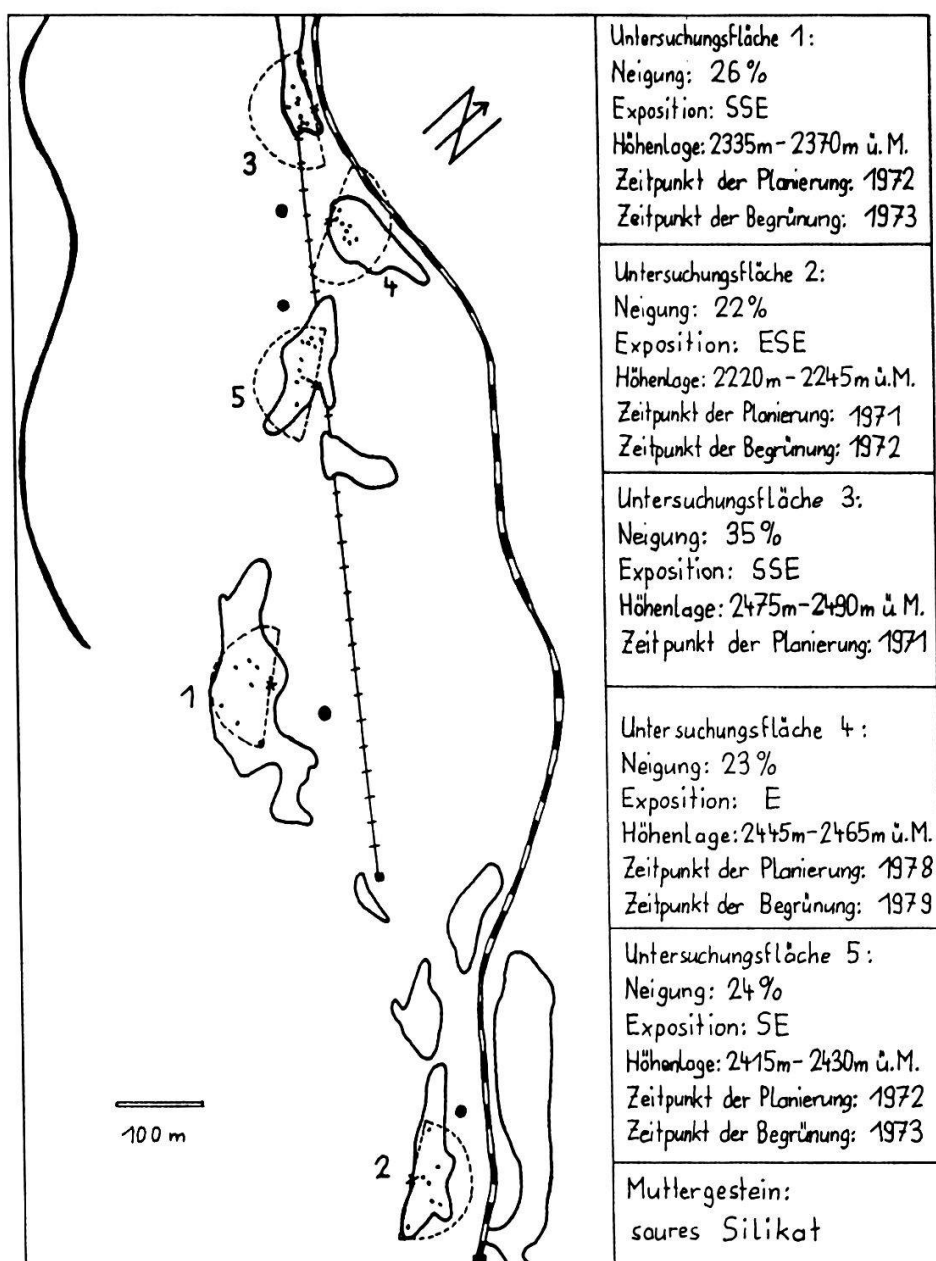 Untersuchungsfläche 1:
Neigung: 26%
Exposition: SSE
Höhenlage: 2335m-2370m ü.M.
Zeitpunkt der Planierung: 1972
Zeitpunkt der Begrünung: 1973
Untersuchungsfläche 2:
Neigung: 22%
Exposition: ESE
Höhenlage: 2220m-2245m ü.M.
Zeitpunkt der Planierung: 1971
Zeitpunkt der Begrünung: 1972
Untersuchungsfläche 3:
Neigung: 35%
Exposition: SSE
Höhenlage: 2475m-2490m ü M.
Zeitpunkt der Planierung: 1971
Untersuchungsfläche 4:
Neigung: 23%
Exposition: E
Höhenlage: 2445m-2465m ü.M.
Zeitpunkt der Planierung: 1978
Zeitpunkt der Begrünung: 1979
Untersuchungsfläche 5:
Neigung: 24%
Exposition: SE
Höhenlage: 2415m-2430m ü.M.
Zeitpunkt der Planierung: 1972
Zeitpunkt der Begrünung: 1973
Muttergestein:
saures Silikat
N
3
4
5
1
2
100 m